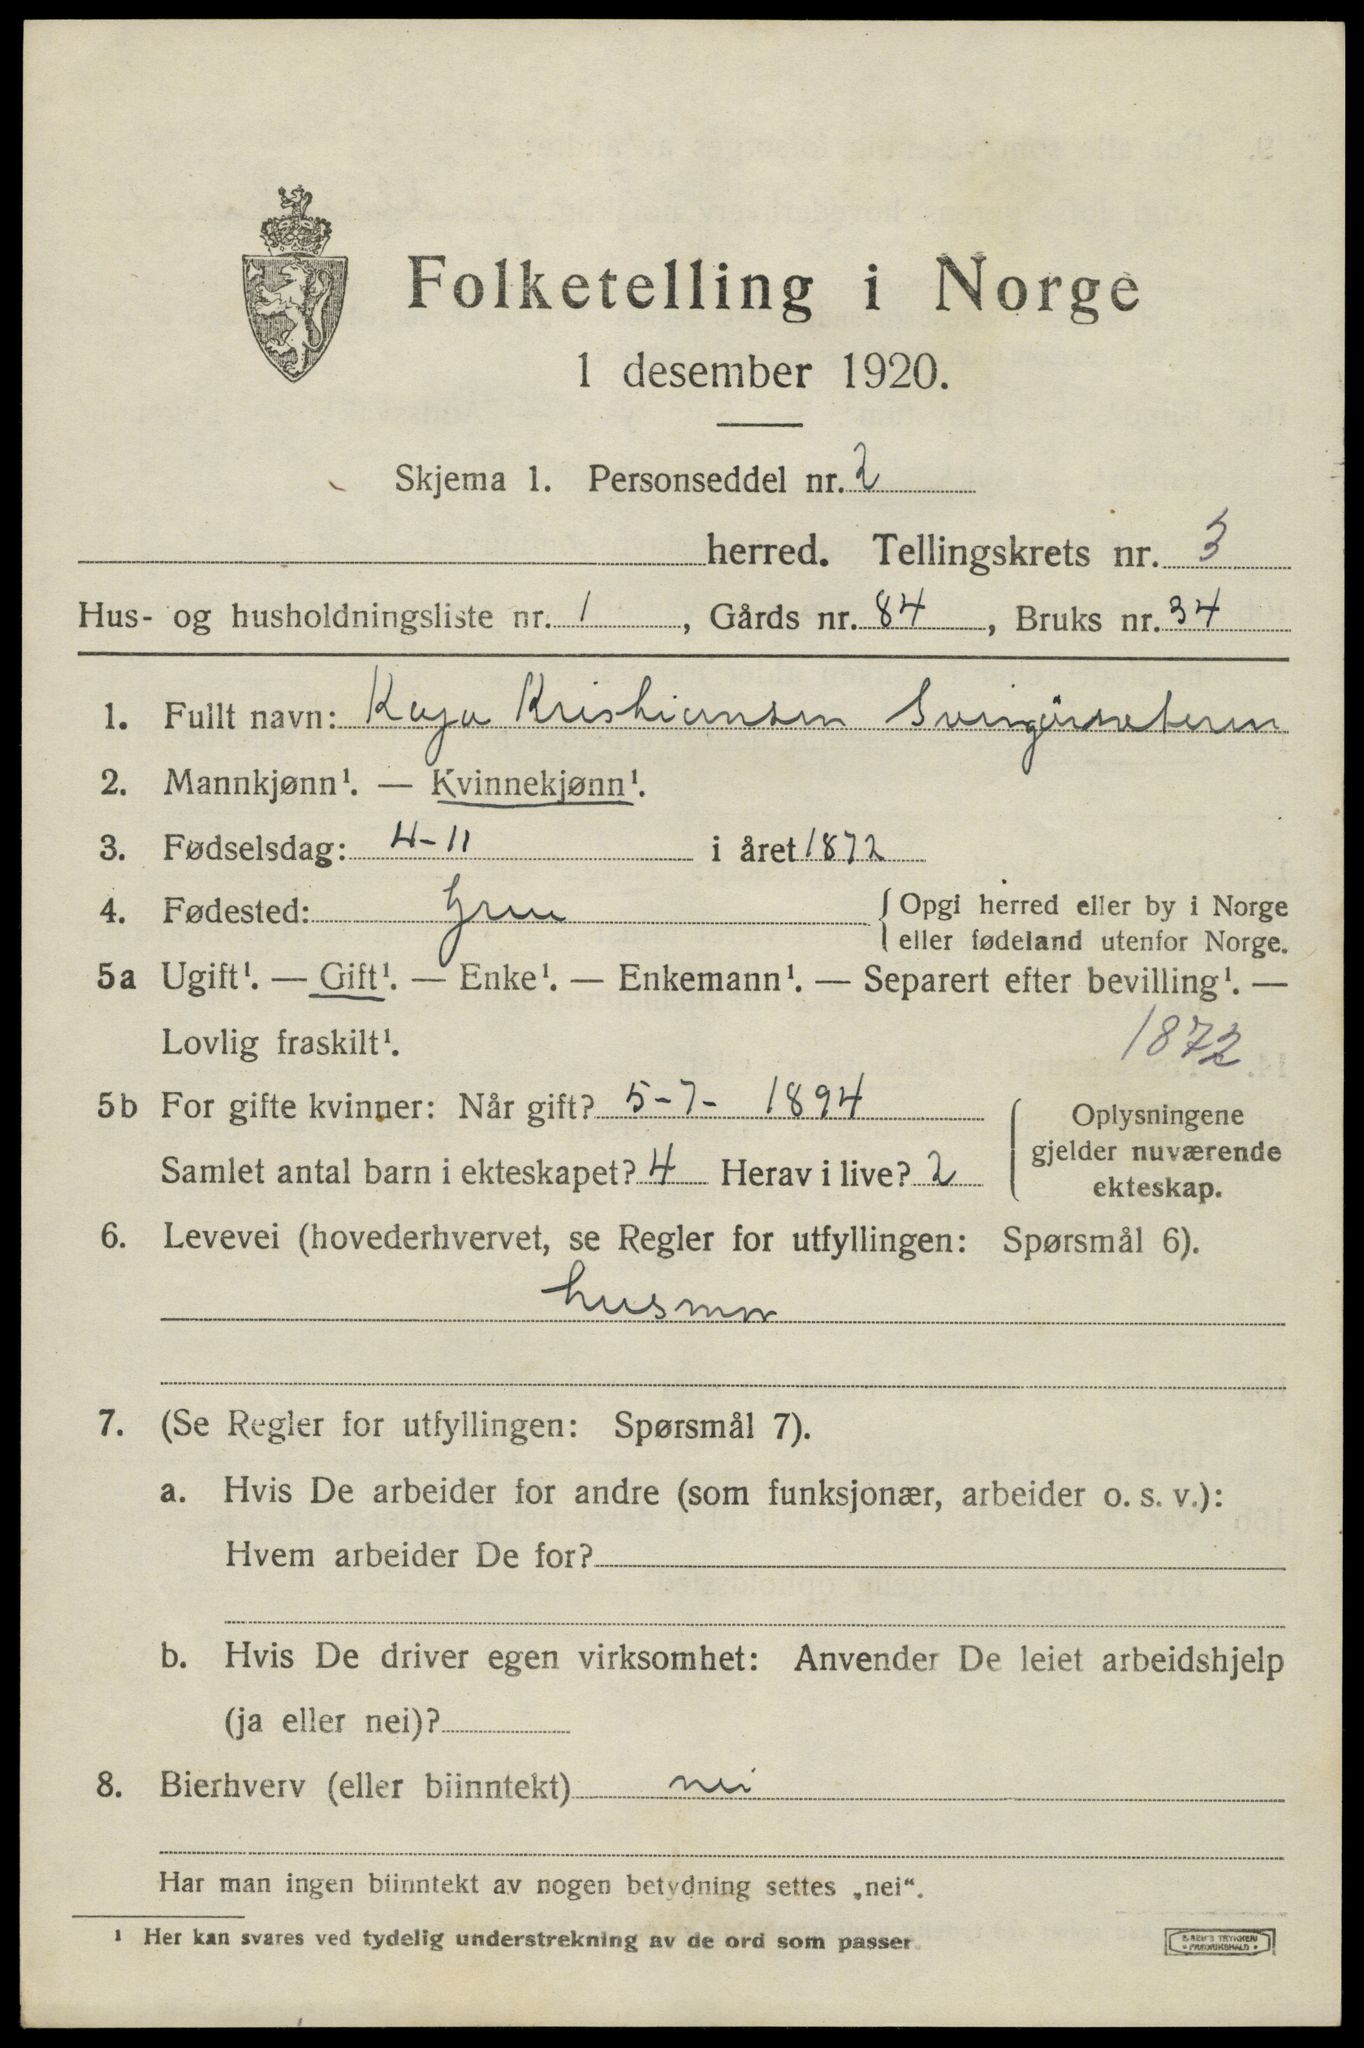 Folketelling i Norge
1 desember 1920.
Skjema 1. Personseddel nr. 2
herred. Tellingskrets nr. 3
Hus- og husholdningsliste nr. 1, Gårds nr. 84, Bruks nr. 34
1. Fullt navn: Kaja Kristiansen
2. Mannkjønn¹. — Kvinnekjønn¹.
3. Fødselsdag: 4-11 i året 1872
4. Fødested: Grue { Opgi herred eller by i Norge
eller fødeland utenfor Norge.
5a Ugift¹. — Gift¹. — Enke¹. — Enkemann¹. — Separert efter bevilling¹. —
Lovlig fraskilt¹. 1872
5b For gifte kvinner: Når gift? 5-7- 1894
Samlet antal barn i ekteskapet? 4 Herav i live? 2
Oplysningene
gjelder nuværende
ekteskap.
6. Levevei (hovederhvervet, se Regler for utfyllingen: Spørsmål 6).
husmor
7. (Se Regler for utfyllingen: Spørsmål 7).
a. Hvis De arbeider for andre (som funksjonær, arbeider o. s. v.):
Hvem arbeider De for?
b. Hvis De driver egen virksomhet: Anvender De leiet arbeidshjelp
(ja eller nei)?
8. Bierhverv (eller biinntekt) nei
Har man ingen biinntekt av nogen betydning settes „nei“.
¹ Her kan svares ved tydelig understrekning av de ord som passer.